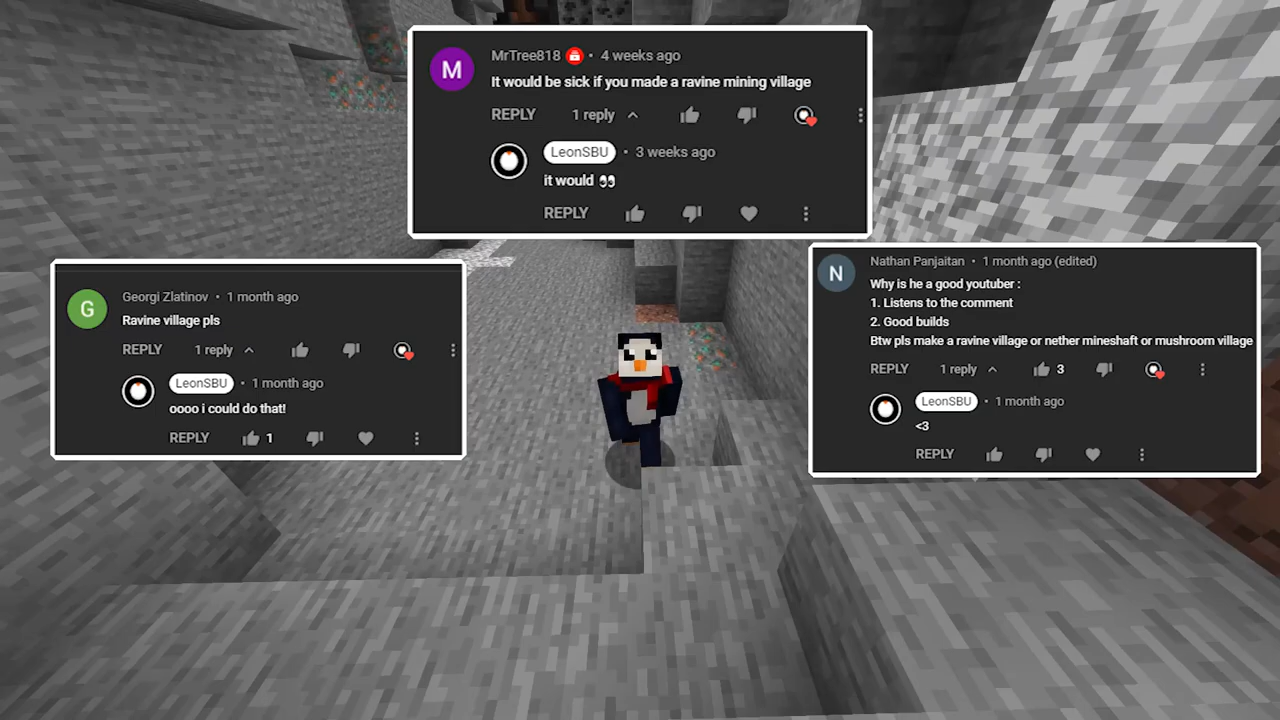 MrTree818 • 4 weeks ago
It would be sick if you made a ravine mining village
REPLY 1 reply
LeonSBU • 3 weeks ago
it would 👀
REPLY
Georgi Zlatinov • 1 month ago
Ravine village pls
REPLY 1 reply
LeonSBU • 1 month ago
oooo i could do that!
REPLY 1
Nathan Panjaitan • 1 month ago (edited)
Why is he a good youtuber :
1. Listens to the comment
2. Good builds
Btw pls make a ravine village or nether mineshaft or mushroom village
REPLY 1 reply 3
LeonSBU • 1 month ago
<3
REPLY
M
G
N